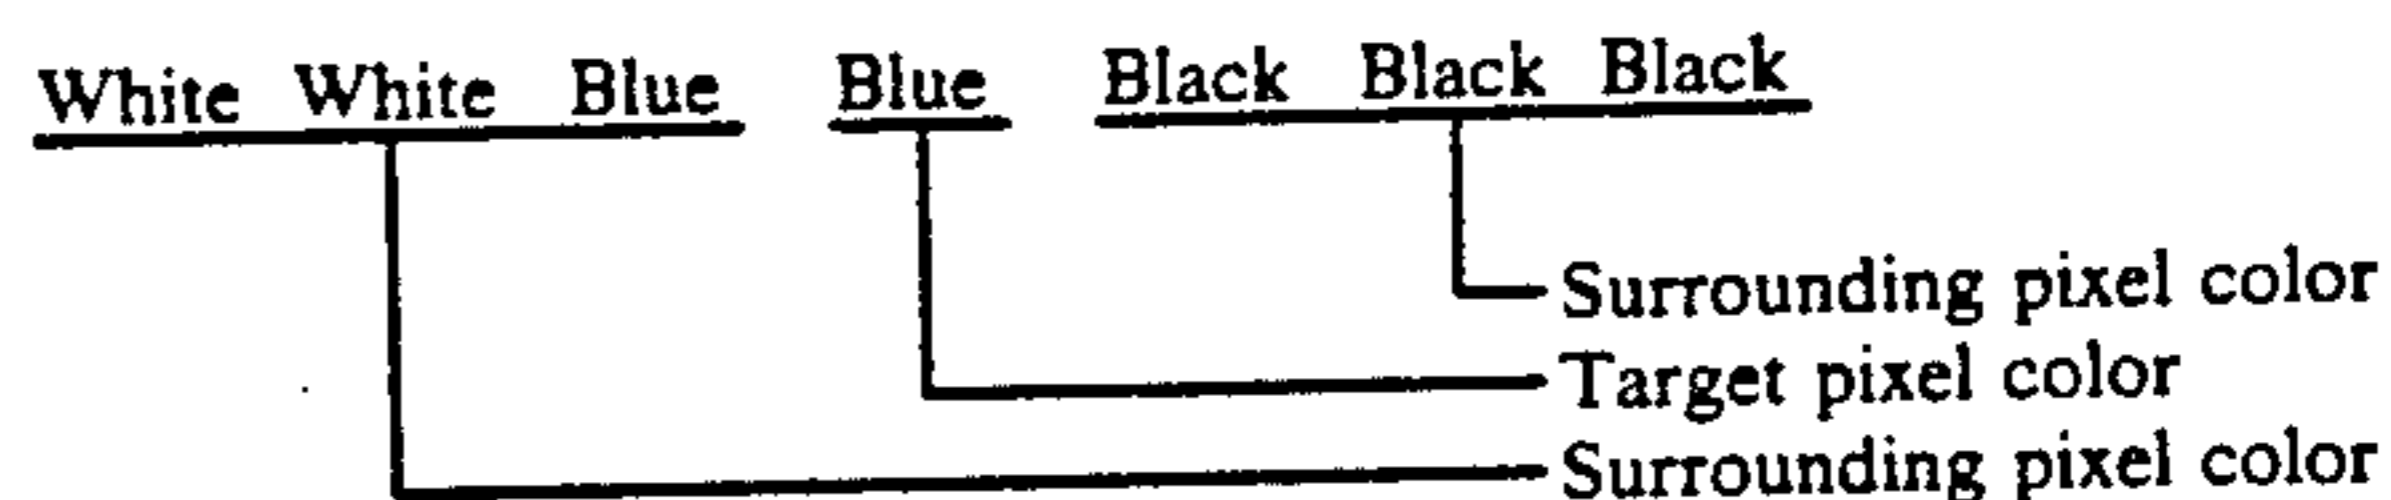 White White Blue Blue Black Black Black
Surrounding pixel color
Target pixel color
Surrounding pixel color